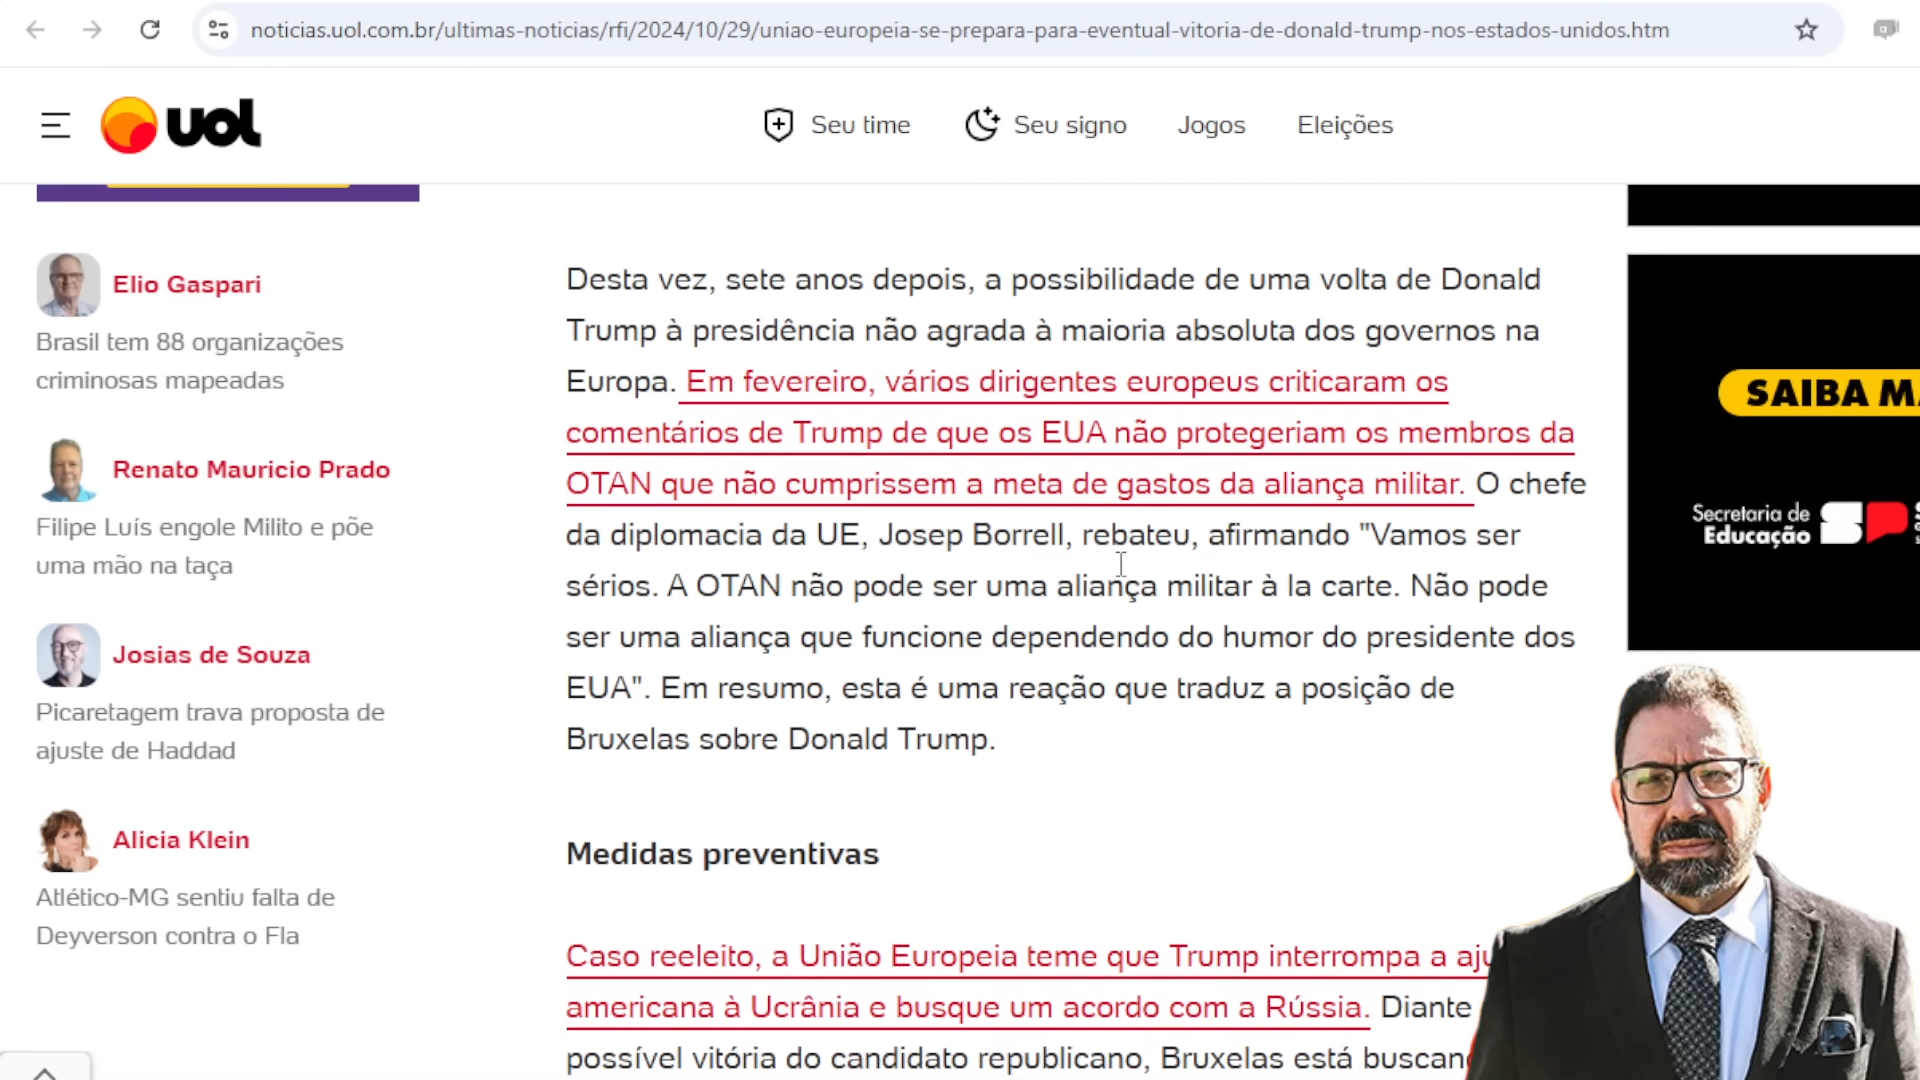 noticias.uol.com.br/ultimas-noticias/rfi/2024/10/29/uniao-europeia-se-prepara-para-eventual-vitoria-de-donald-trump-nos-estados-unidos.htm
uol
Seu time
Seu signo
Jogos
Eleições
Elio Gaspari
Brasil tem 88 organizações
criminosas mapeadas
Renato Mauricio Prado
Filipe Luís engole Milito e põe
uma mão na taça
Josias de Souza
Picaretagem trava proposta de
ajuste de Haddad
Alicia Klein
Atlético-MG sentiu falta de
Deyverson contra o Fla
Desta vez, sete anos depois, a possibilidade de uma volta de Donald
Trump à presidência não agrada à maioria absoluta dos governos na
Europa. Em fevereiro, vários dirigentes europeus criticaram os
comentários de Trump de que os EUA não protegeriam os membros da
OTAN que não cumprissem a meta de gastos da aliança militar. O chefe
da diplomacia da UE, Josep Borrell, rebateu, afirmando "Vamos ser
sérios. A OTAN não pode ser uma aliança militar à la carte. Não pode
ser uma aliança que funcione dependendo do humor do presidente dos
EUA". Em resumo, esta é uma reação que traduz a posição de
Bruxelas sobre Donald Trump.
Medidas preventivas
Caso reeleito, a União Europeia teme que Trump interrompa a aju
americana à Ucrânia e busque um acordo com a Rússia. Diante
possível vitória do candidato republicano, Bruxelas está buscan
SAIBA MA
Secretaria de
Educação
SP